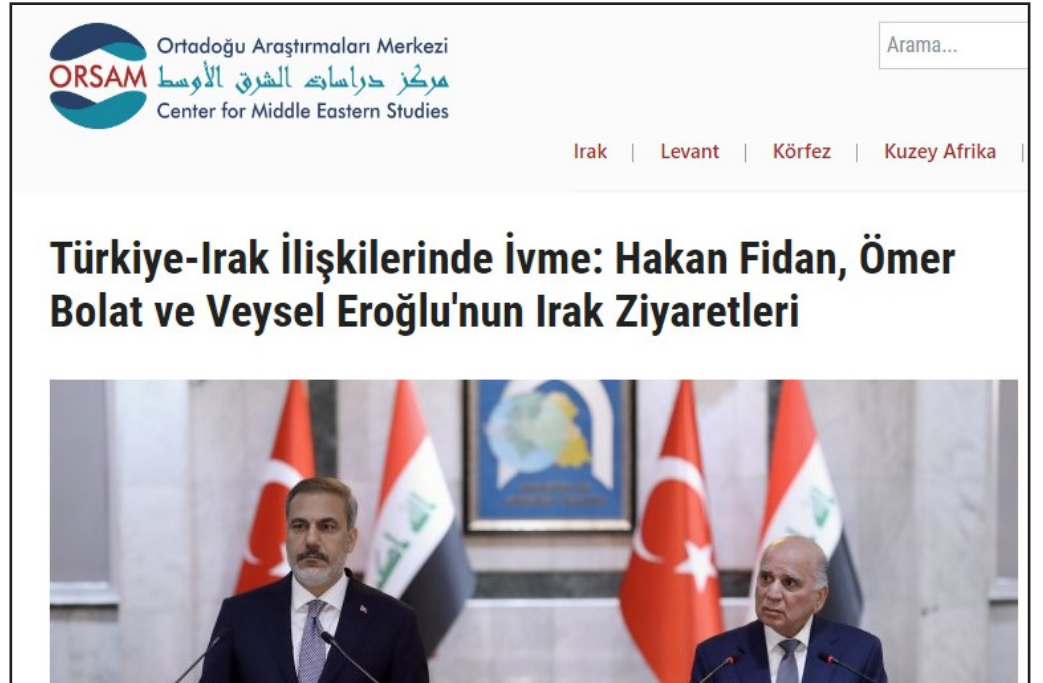 Ortadoğu Araştırmaları Merkezi
ORSAM مركز دراسات الشرق الأوسط
Center for Middle Eastern Studies
Arama...
Irak | Levant | Körfez | Kuzey Afrika |
Türkiye-Irak İlişkilerinde İvme: Hakan Fidan, Ömer
Bolat ve Veysel Eroğlu'nun Irak Ziyaretleri